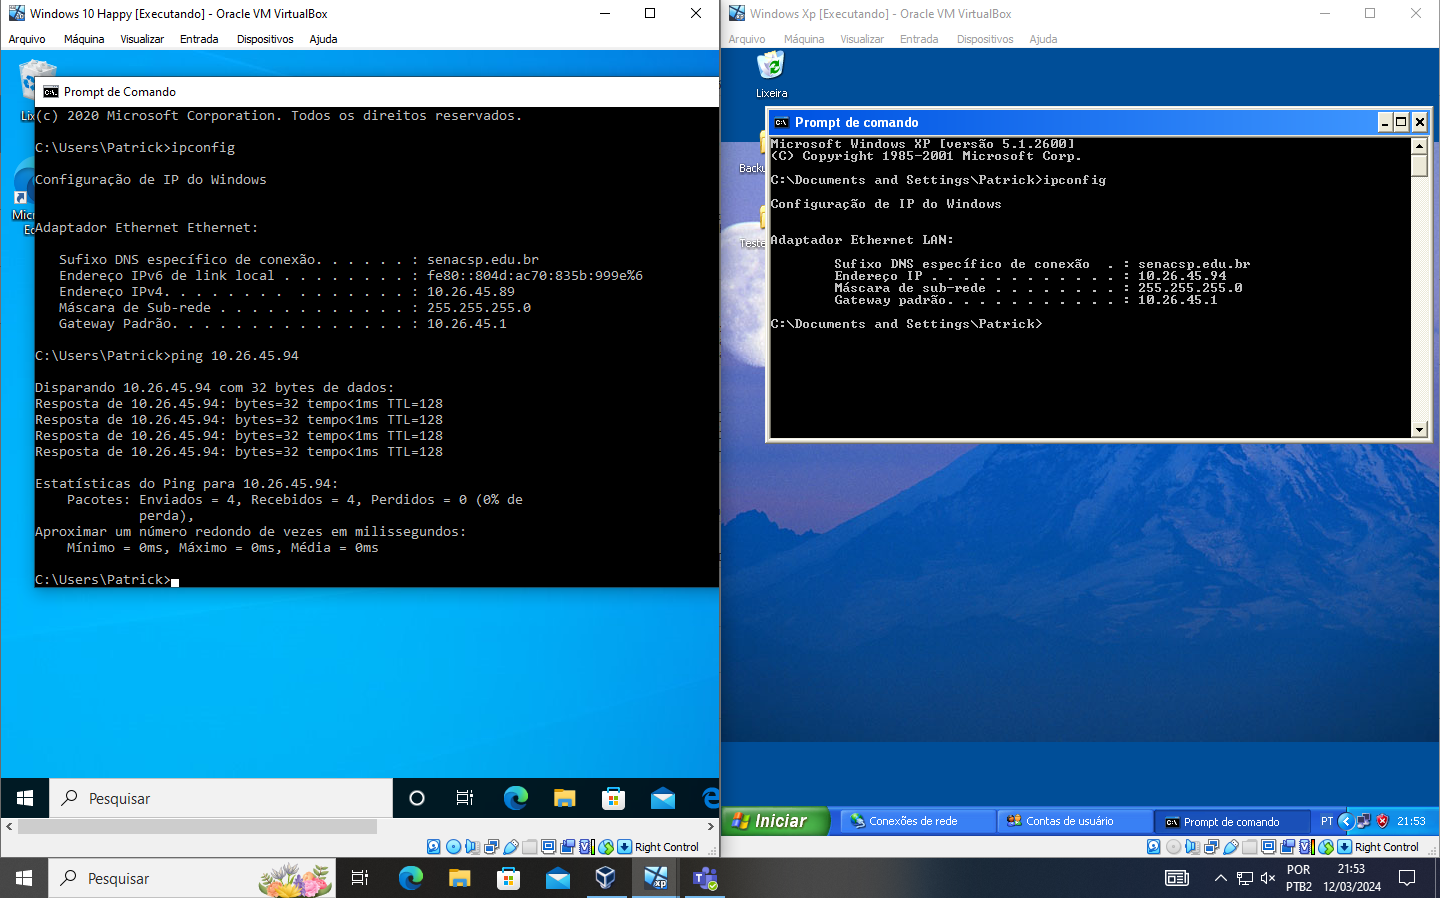 Windows 10 Happy [Executando] - Oracle VM VirtualBox
Arquivo Máquina Visualizar Entrada Dispositivos Ajuda
Prompt de Comando
(c) 2020 Microsoft Corporation. Todos os direitos reservados.
C:\Users\Patrick>ipconfig
Configuração de IP do Windows
Adaptador Ethernet Ethernet:
Sufixo DNS específico de conexão. . . . . . : senacsp.edu.br
Endereço IPv6 de link local . . . . . . . . : fe80::804d:ac70:835b:999e%6
Endereço IPv4. . . . . . . . . . . . . . . : 10.26.45.89
Máscara de Sub-rede . . . . . . . . . . . . : 255.255.255.0
Gateway Padrão. . . . . . . . . . . . . . . : 10.26.45.1
C:\Users\Patrick>ping 10.26.45.94
Disparando 10.26.45.94 com 32 bytes de dados:
Resposta de 10.26.45.94: bytes=32 tempo<1ms TTL=128
Resposta de 10.26.45.94: bytes=32 tempo<1ms TTL=128
Resposta de 10.26.45.94: bytes=32 tempo<1ms TTL=128
Resposta de 10.26.45.94: bytes=32 tempo<1ms TTL=128
Estatísticas do Ping para 10.26.45.94:
Pacotes: Enviados = 4, Recebidos = 4, Perdidos = 0 (0% de
perda),
Aproximar um número redondo de vezes em milissegundos:
Mínimo = 0ms, Máximo = 0ms, Média = 0ms
C:\Users\Patrick>
Pesquisar
Right Control
Windows Xp [Executando] - Oracle VM VirtualBox
Arquivo Máquina Visualizar Entrada Dispositivos Ajuda
Lixeira
Prompt de comando
Microsoft Windows XP [versão 5.1.2600]
(C) Copyright 1985-2001 Microsoft Corp.
C:\Documents and Settings\Patrick>ipconfig
Configuração de IP do Windows
Adaptador Ethernet LAN:
Sufixo DNS específico de conexão . : senacsp.edu.br
Endereço IP . . . . . . . . . . . . : 10.26.45.94
Máscara de sub-rede . . . . . . . . : 255.255.255.0
Gateway padrão. . . . . . . . . . . : 10.26.45.1
C:\Documents and Settings\Patrick>
Iniciar
Conexões de rede
Contas de usuário
Prompt de comando
PT
21:53
Right Control
Pesquisar
POR
PTB2
21:53
12/03/2024